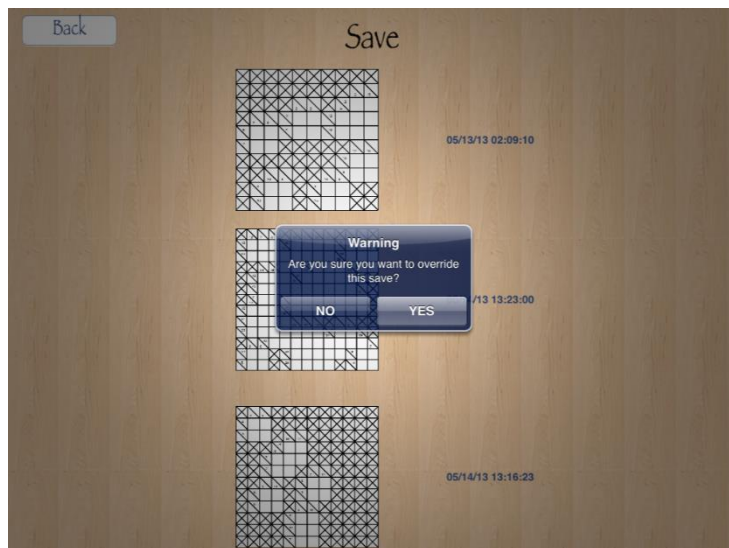 Back
Save
05/13/13 02:09:10
Warning
Are you sure you want to override
this save?
/13 13:23:00
NO
YES
05/14/13 13:16:23